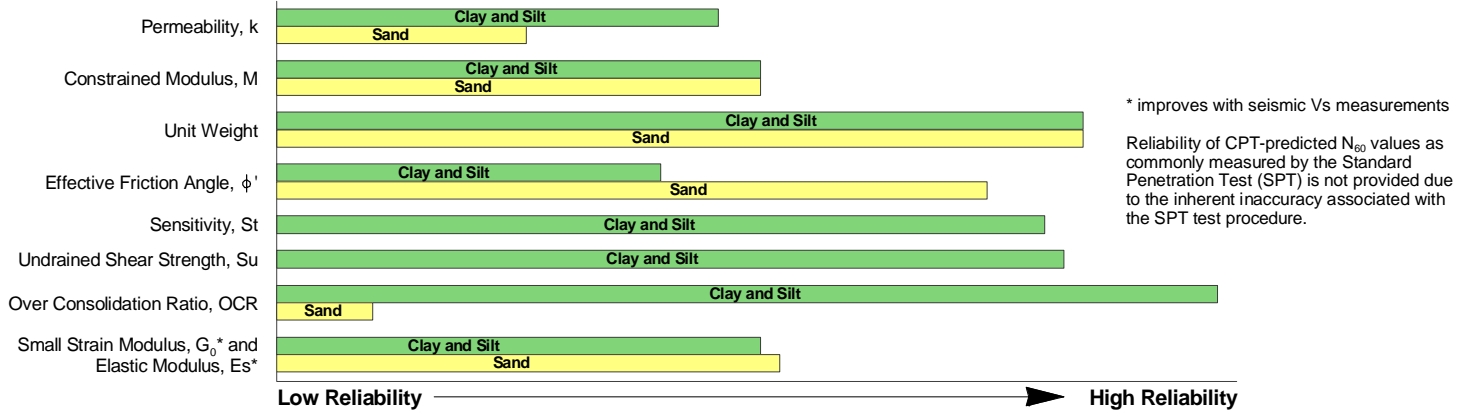 Permeability, k
Clay and Silt
Sand
Constrained Modulus, M
Clay and Silt
Sand
Unit Weight
Clay and Silt
Sand
Effective Friction Angle, ϕ'
Clay and Silt
Sand
Sensitivity, St
Clay and Silt
Undrained Shear Strength, Su
Clay and Silt
Over Consolidation Ratio, OCR
Clay and Silt
Sand
Small Strain Modulus, G₀* and
Elastic Modulus, Es*
Clay and Silt
Sand
Low Reliability
High Reliability
* improves with seismic Vs measurements
Reliability of CPT-predicted N₆₀ values as
commonly measured by the Standard
Penetration Test (SPT) is not provided due
to the inherent inaccuracy associated with
the SPT test procedure.